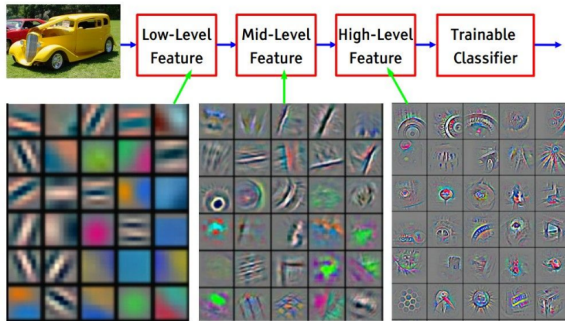 Low-Level
Feature
Mid-Level
Feature
High-Level
Feature
Trainable
Classifier